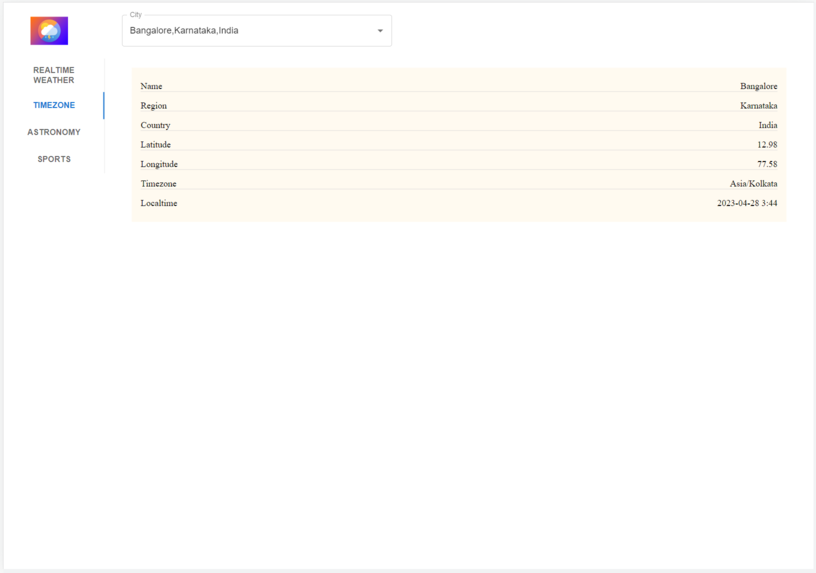 City
Bangalore,Karnataka,India
REALTIME
WEATHER
TIMEZONE
ASTRONOMY
SPORTS
Name Bangalore
Region Karnataka
Country India
Latitude 12.98
Longitude 77.58
Timezone Asia/Kolkata
Localtime 2023-04-28 3:44